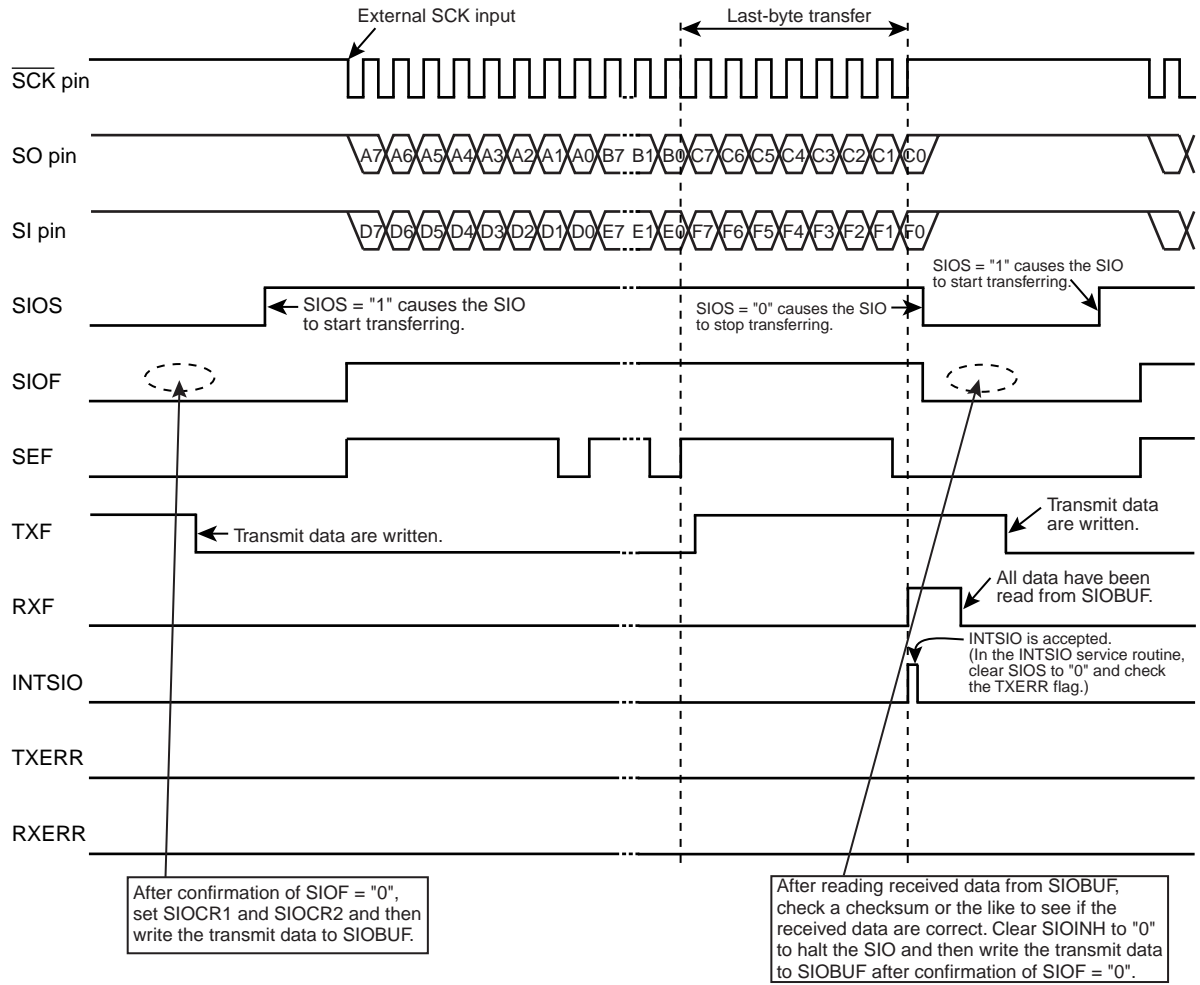 External SCK input
Last-byte transfer
SCK pin
SO pin
A7 A6 A5 A4 A3 A2 A1 A0 B7 B1 B0 C7 C6 C5 C4 C3 C2 C1 C0
SI pin
D7 D6 D5 D4 D3 D2 D1 D0 E7 E1 E0 F7 F6 F5 F4 F3 F2 F1 F0
SIOS = "1" causes the SIO
to start transferring.
SIOS
SIOS = "1" causes the SIO
to start transferring.
SIOS = "0" causes the SIO
to stop transferring.
SIOF
SEF
TXF
Transmit data are written.
Transmit data
are written.
RXF
All data have been
read from SIOBUF.
INTSIO
INTSIO is accepted.
(In the INTSIO service routine,
clear SIOS to "0" and check
the TXERR flag.)
TXERR
RXERR
After confirmation of SIOF = "0",
set SIOCR1 and SIOCR2 and then
write the transmit data to SIOBUF.
After reading received data from SIOBUF,
check a checksum or the like to see if the
received data are correct. Clear SIOINH to "0"
to halt the SIO and then write the transmit data
to SIOBUF after confirmation of SIOF = "0".